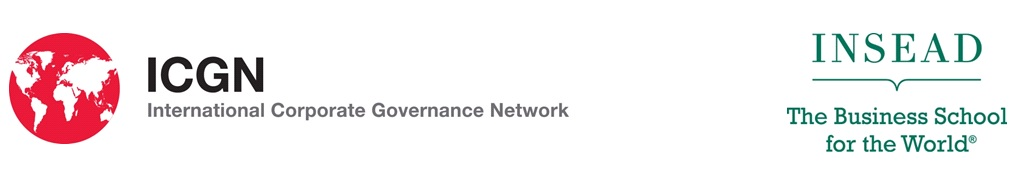 ICGN
International Corporate Governance Network
INSEAD
The Business School
for the World®